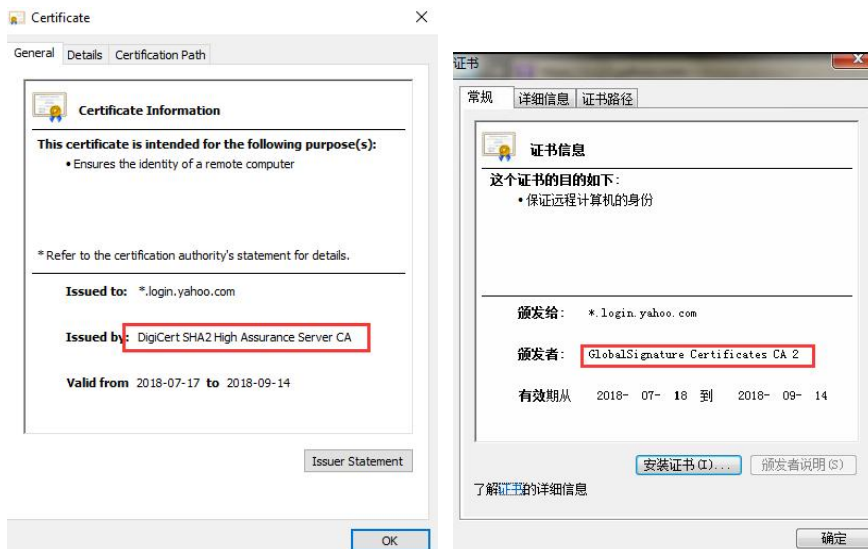 Certificate
General Details Certification Path
Certificate Information
This certificate is intended for the following purpose(s):
• Ensures the identity of a remote computer
* Refer to the certification authority's statement for details.
Issued to: *.login.yahoo.com
Issued by: DigiCert SHA2 High Assurance Server CA
Valid from 2018-07-17 to 2018-09-14
Issuer Statement
OK
证书
常规 详细信息 证书路径
证书信息
这个证书的目的如下:
• 保证远程计算机的身份
颁发给: *.login.yahoo.com
颁发者: GlobalSignature Certificates CA 2
有效期从 2018- 07- 18 到 2018- 09- 14
安装证书(I)... 颁发者说明(S)
了解证书的详细信息
确定